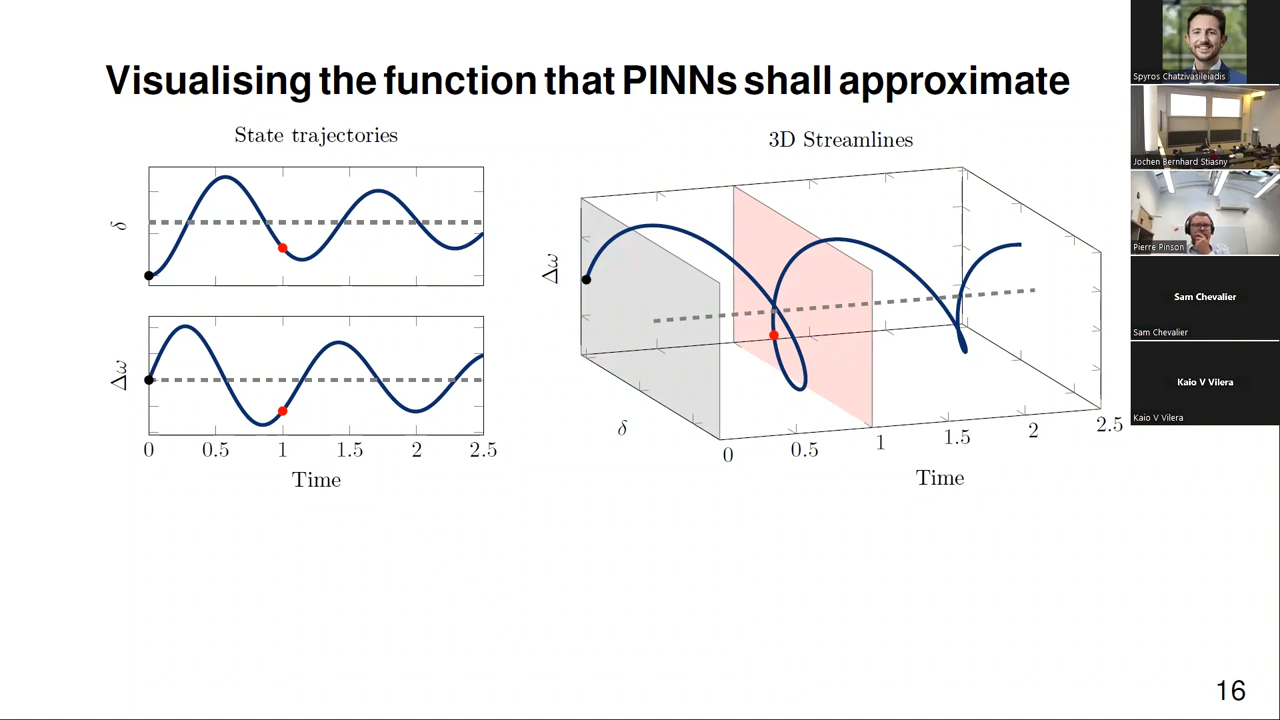 Visualising the function that PINNs shall approximate
State trajectories
δ
Δω
0 0.5 1 1.5 2 2.5
Time
3D Streamlines
Δω
δ
0 0.5 1 1.5 2 2.5
Time
16
Spyros Chatzivasileiadis
Jochen Bernhard Stiasny
Pierre Pinson
Sam Chevalier
Sam Chevalier
Kaio V Vilera
Kaio V Vilera